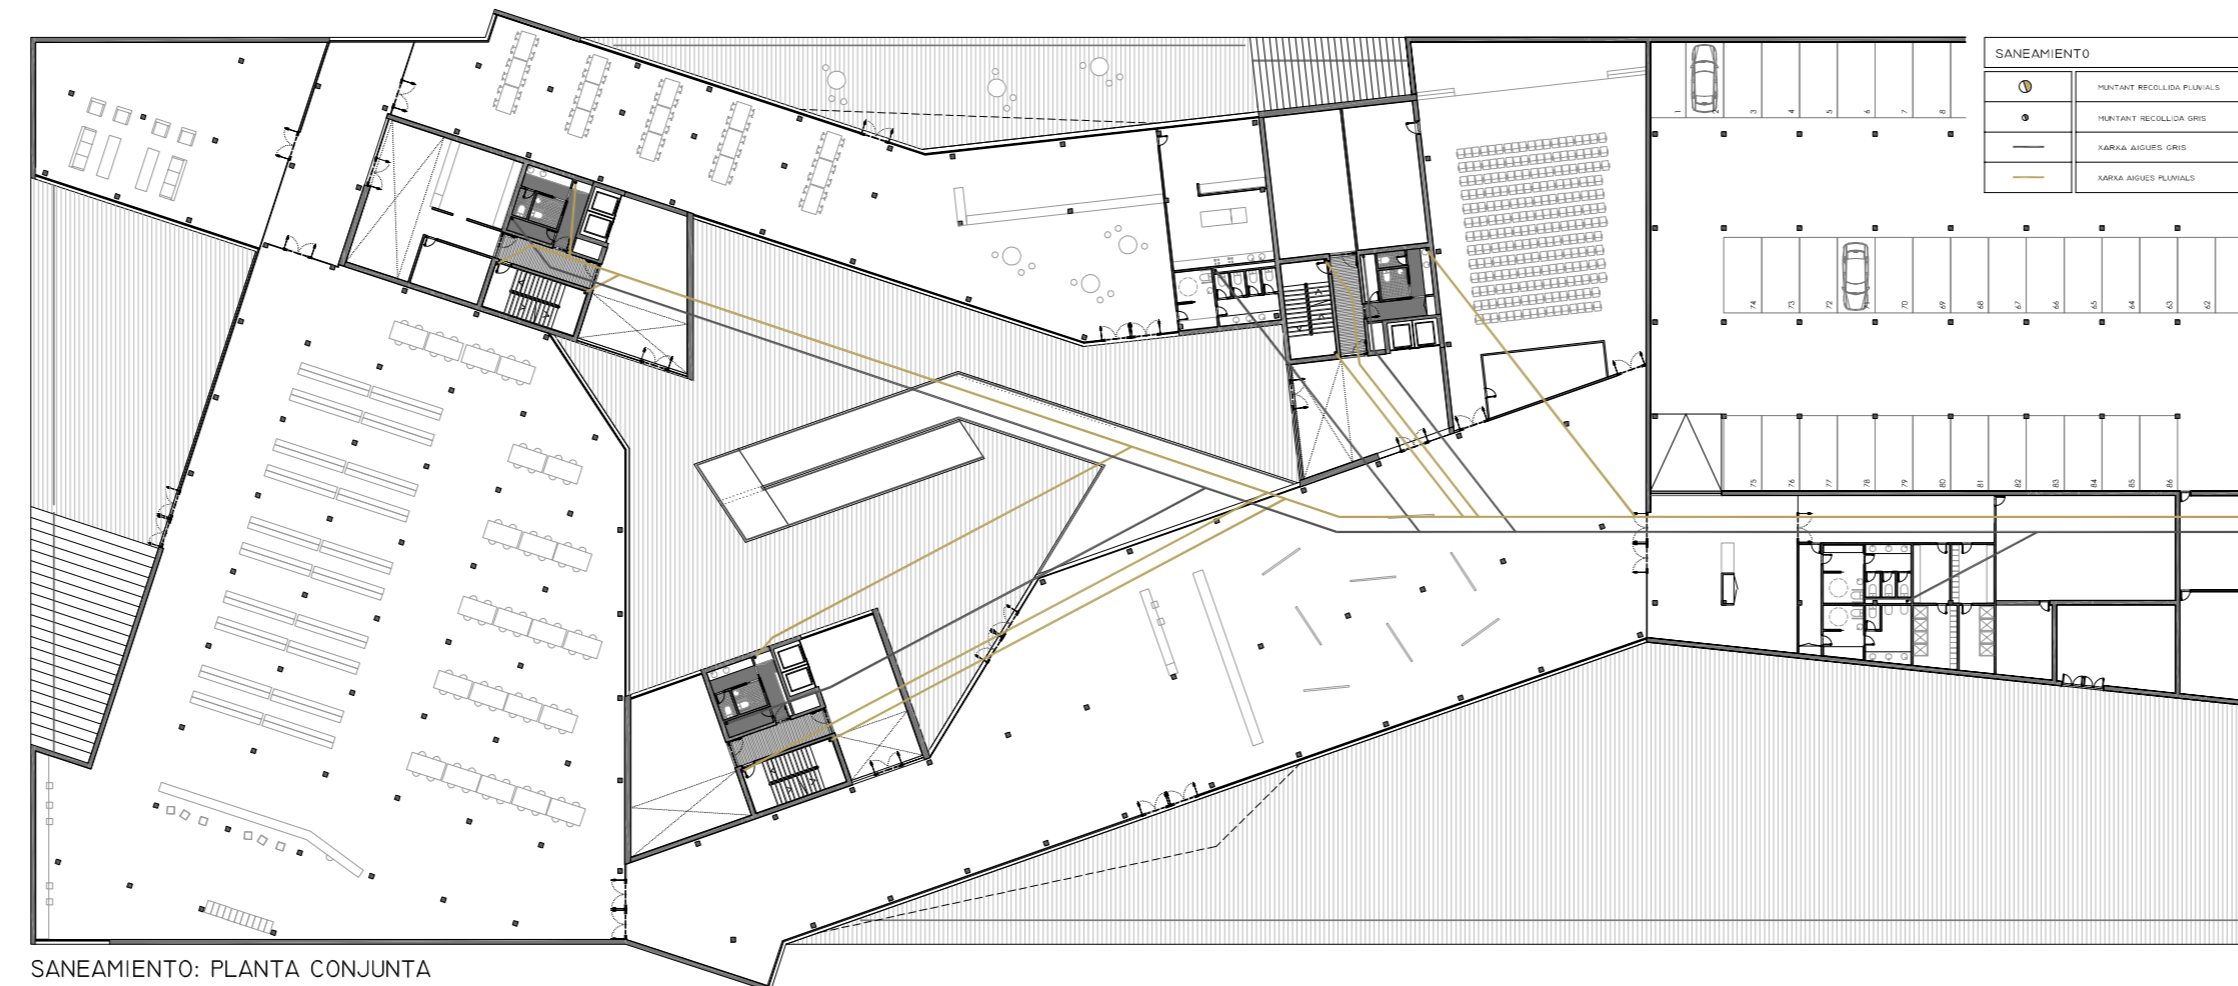 SANEAMIENTO
MUNTANT RECOLLIDA PLUVIALS
MUNTANT RECOLLIDA GRIS
XARXA AIGUES GRIS
XARXA AIGUES PLUVIALS
1 2 3 4 5 6 7 8
74 73 72 71 70 69 68 67 66 65 64 63 62
75 76 77 78 79 80 81 82 83 84 85 86
SANEAMIENTO: PLANTA CONJUNTA